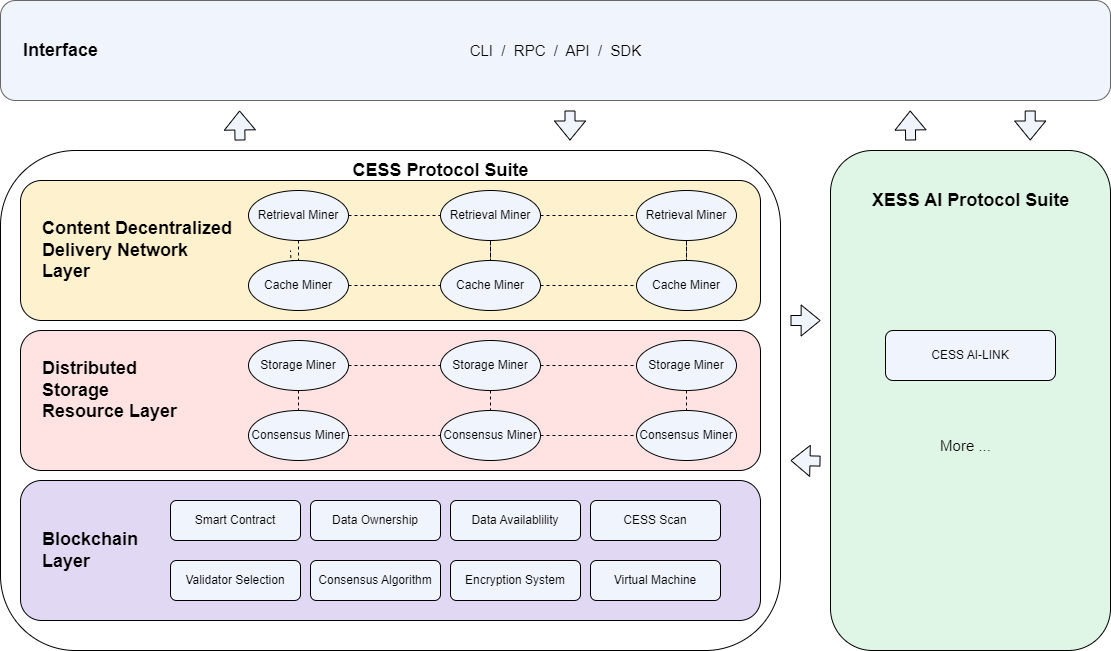 Interface
CLI / RPC / API / SDK
CESS Protocol Suite
Content Decentralized
Delivery Network
Layer
Retrieval Miner
Retrieval Miner
Retrieval Miner
Cache Miner
Cache Miner
Cache Miner
Distributed
Storage
Resource Layer
Storage Miner
Storage Miner
Storage Miner
Consensus Miner
Consensus Miner
Consensus Miner
Blockchain
Layer
Smart Contract
Data Ownership
Data Availablility
CESS Scan
Validator Selection
Consensus Algorithm
Encryption System
Virtual Machine
XESS AI Protocol Suite
CESS AI-LINK
More ...